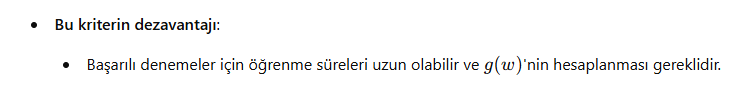 Bu kriterin dezavantajı:
Başarılı denemeler için öğrenme süreleri uzun olabilir ve g(w)'nin hesaplanması gereklidir.